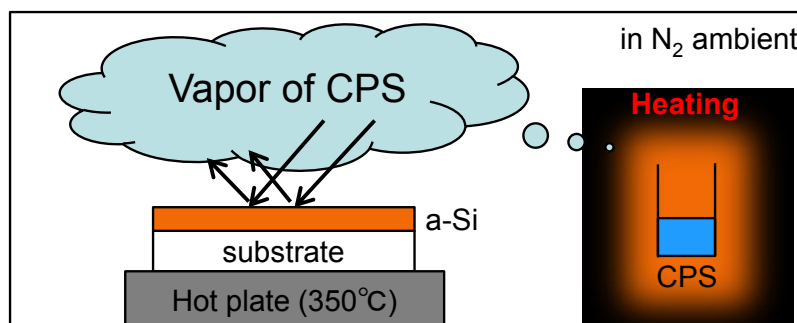 in N₂ ambient
Vapor of CPS
Heating
a-Si
substrate
CPS
Hot plate (350℃)